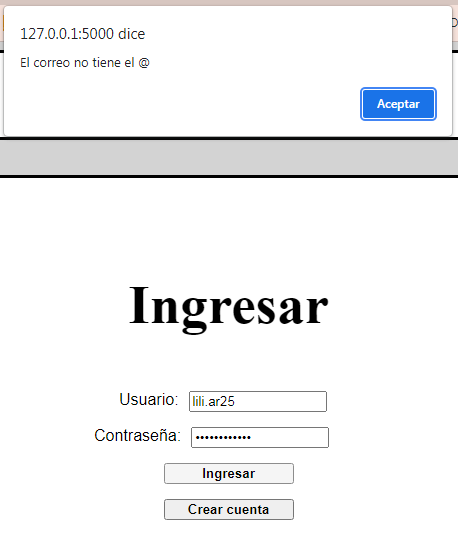 127.0.0.1:5000 dice
El correo no tiene el @
Aceptar
Ingresar
Usuario: lili.ar25
Contraseña: ••••••••••••
Ingresar
Crear cuenta